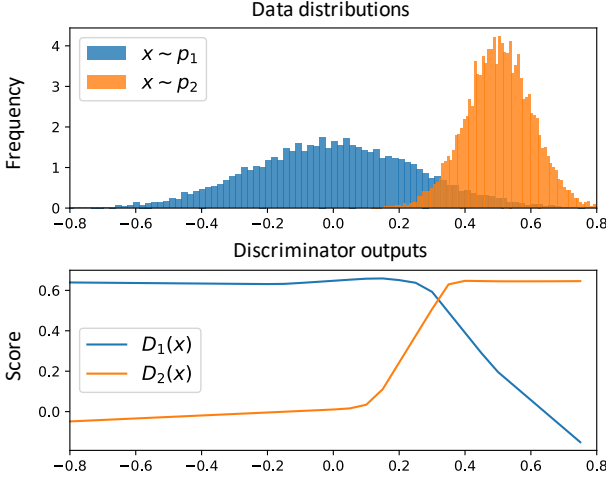 Data distributions
Frequency
4
3
2
1
0
x ~ p₁
x ~ p₂
−0.8 −0.6 −0.4 −0.2 0.0 0.2 0.4 0.6 0.8
Discriminator outputs
Score
0.6
0.4
0.2
0.0
D₁(x)
D₂(x)
−0.8 −0.6 −0.4 −0.2 0.0 0.2 0.4 0.6 0.8